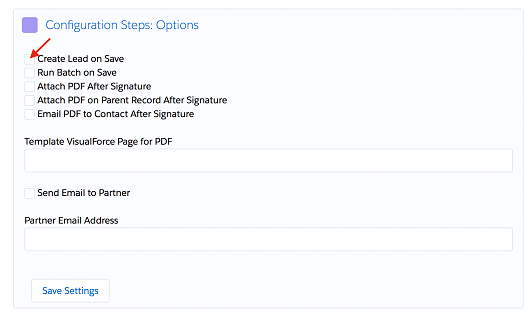 Configuration Steps: Options
Create Lead on Save
Run Batch on Save
Attach PDF After Signature
Attach PDF on Parent Record After Signature
Email PDF to Contact After Signature
Template VisualForce Page for PDF
Send Email to Partner
Partner Email Address
Save Settings